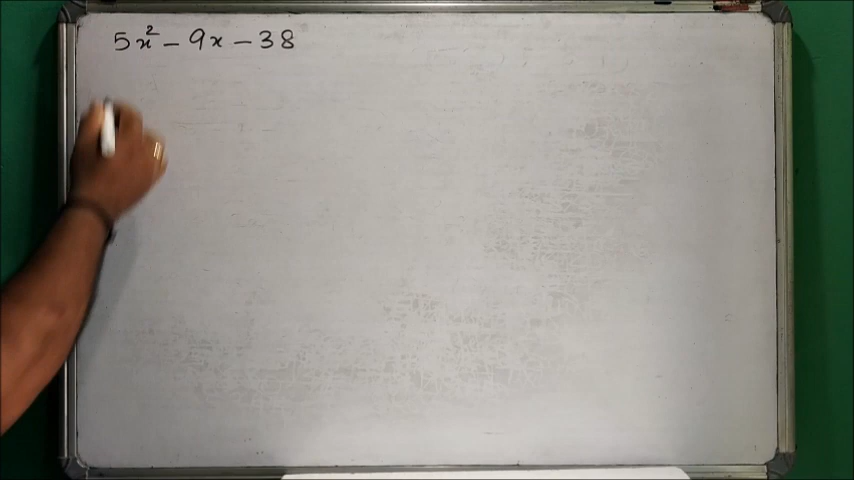 5x² - 9x - 38